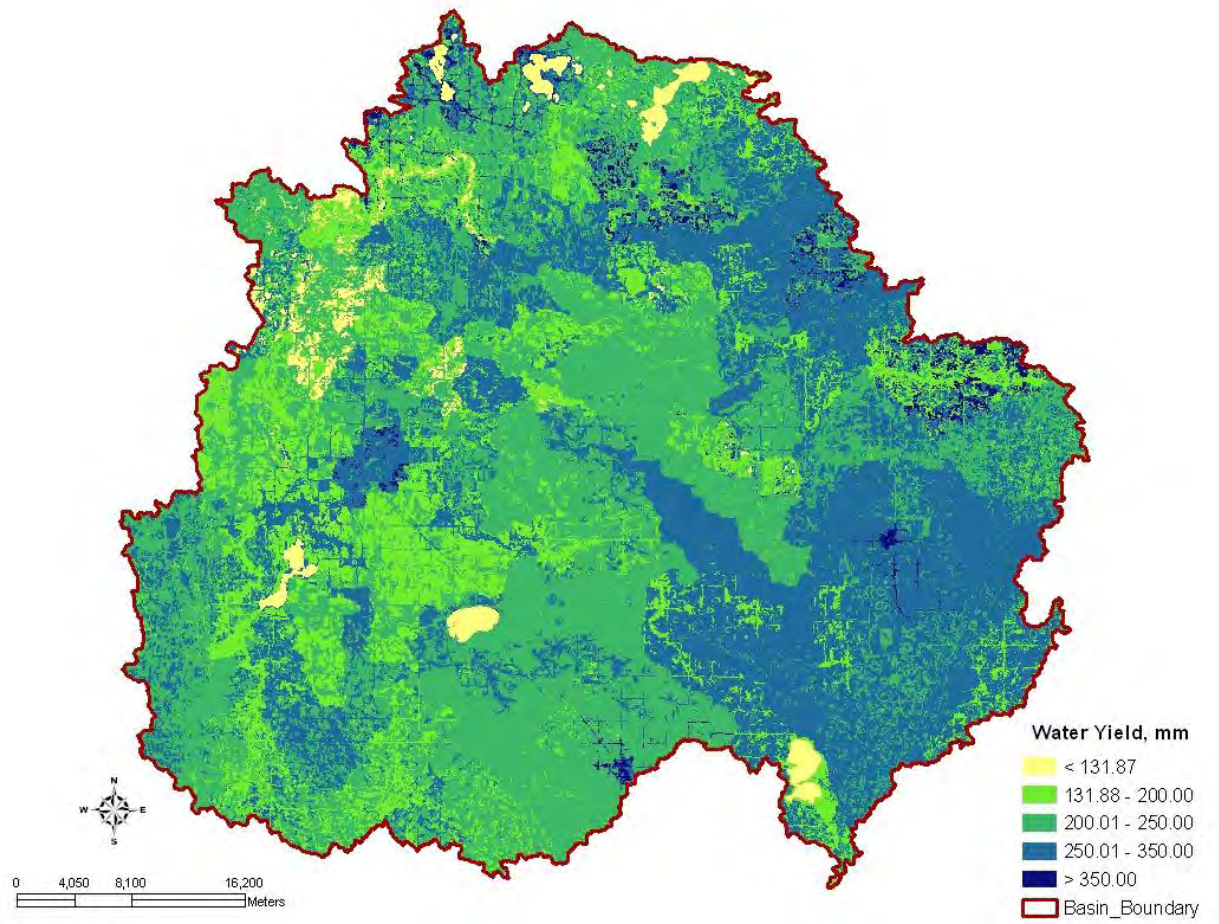 Water Yield, mm
< 131.87
131.88 - 200.00
200.01 - 250.00
250.01 - 350.00
> 350.00
Basin_Boundary
N
W E
S
0 4,050 8,100 16,200
Meters